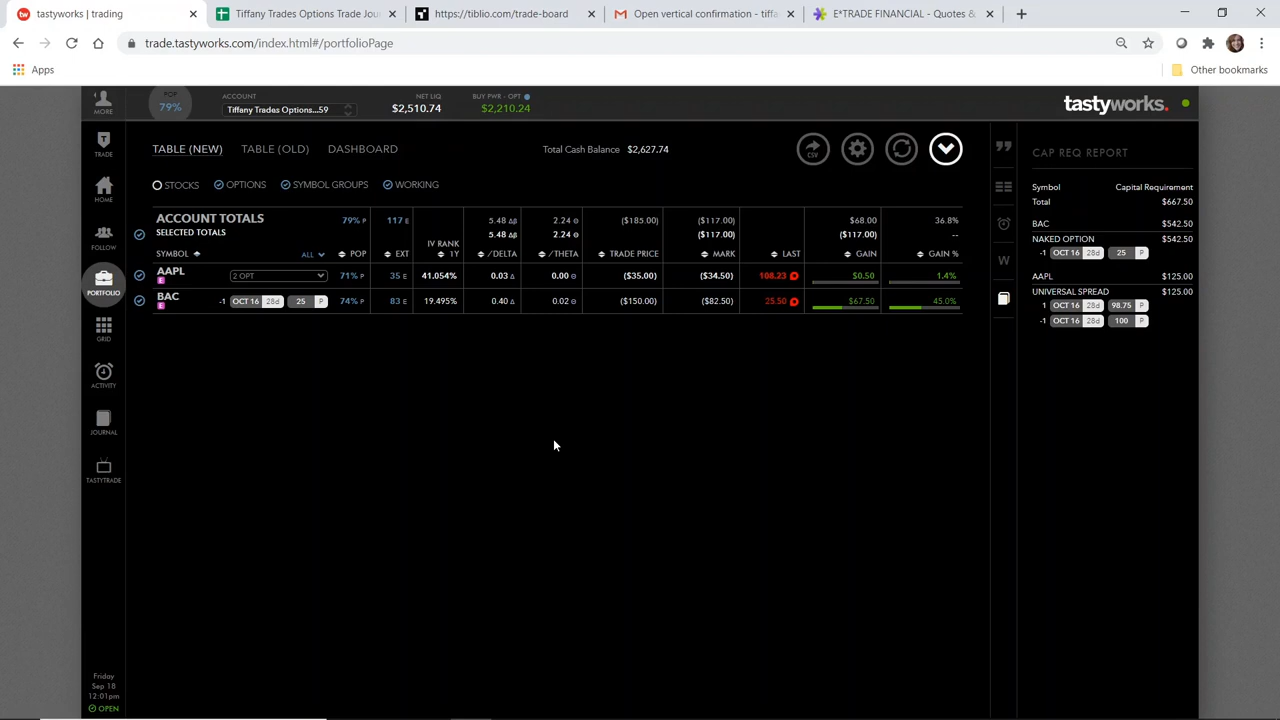 tastyworks | trading
Tiffany Trades Options Trade Jou
https://tiblio.com/trade-board
Open vertical confirmation - tiffa
E*TRADE FINANCIAL - Quotes &
trade.tastyworks.com/index.html#/portfolioPage
Apps
Other bookmarks
MORE
POP
79%
ACCOUNT
Tiffany Trades Options...59
NET LIQ
$2,510.74
BUY PWR - OPT
$2,210.24
tastyworks.
TRADE
HOME
FOLLOW
PORTFOLIO
GRID
ACTIVITY
JOURNAL
TASTYTRADE
Friday
Sep 18
12:01pm
OPEN
TABLE (NEW)
TABLE (OLD)
DASHBOARD
Total Cash Balance $2,627.74
CSV
STOCKS
OPTIONS
SYMBOL GROUPS
WORKING
ACCOUNT TOTALS 79% P 117 E 5.48 Δβ 2.24 Θ ($185.00) ($117.00) $68.00 36.8%
SELECTED TOTALS 5.48 Δβ 2.24 Θ ($117.00) ($117.00) --
SYMBOL ALL POP EXT IV RANK 1Y /DELTA /THETA TRADE PRICE MARK LAST GAIN GAIN %
AAPL E 2 OPT 71% P 35 E 41.054% 0.03 Δ 0.00 Θ ($35.00) ($34.50) 108.23 $0.50 1.4%
BAC E -1 OCT 16 28d 25 P 74% P 83 E 19.495% 0.40 Δ 0.02 Θ ($150.00) ($82.50) 25.50 $67.50 45.0%
W
CAP REQ REPORT
Symbol Capital Requirement
Total $667.50
BAC $542.50
NAKED OPTION $542.50
-1 OCT 16 28d 25 P
AAPL $125.00
UNIVERSAL SPREAD $125.00
1 OCT 16 28d 98.75 P
-1 OCT 16 28d 100 P